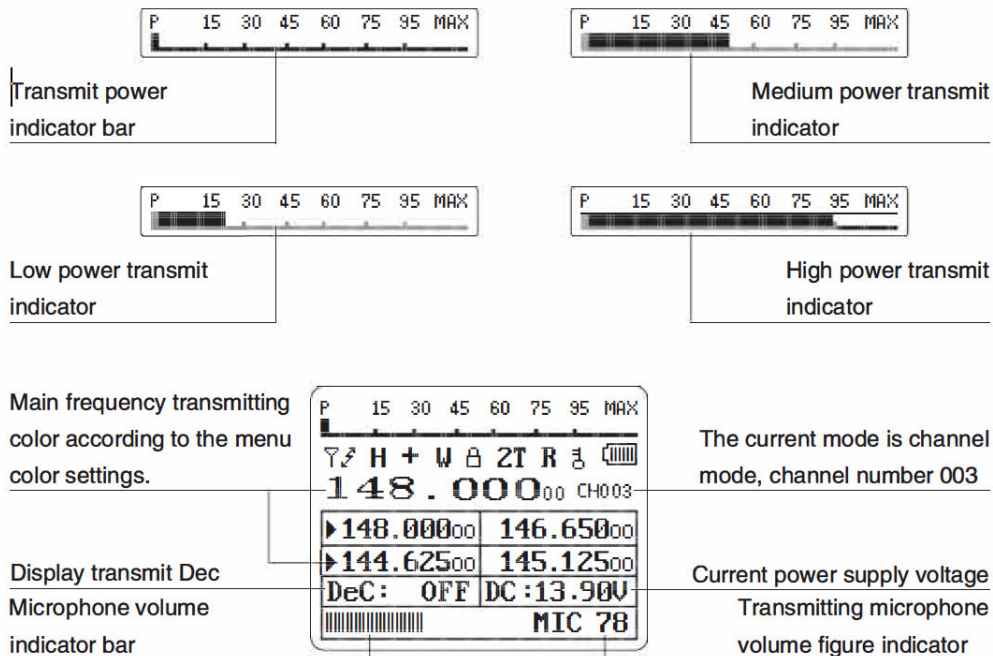 P 15 30 45 60 75 95 MAX
P 15 30 45 60 75 95 MAX
Transmit power
indicator bar
Medium power transmit
indicator
P 15 30 45 60 75 95 MAX
P 15 30 45 60 75 95 MAX
Low power transmit
indicator
High power transmit
indicator
Main frequency transmitting
color according to the menu
color settings.
P 15 30 45 60 75 95 MAX
H + W 2T R
148.00000 CH003
148.00000 146.65000
144.62500 145.12500
DeC: OFF DC:13.90V
MIC 78
The current mode is channel
mode, channel number 003
Display transmit Dec
Microphone volume
indicator bar
Current power supply voltage
Transmitting microphone
volume figure indicator